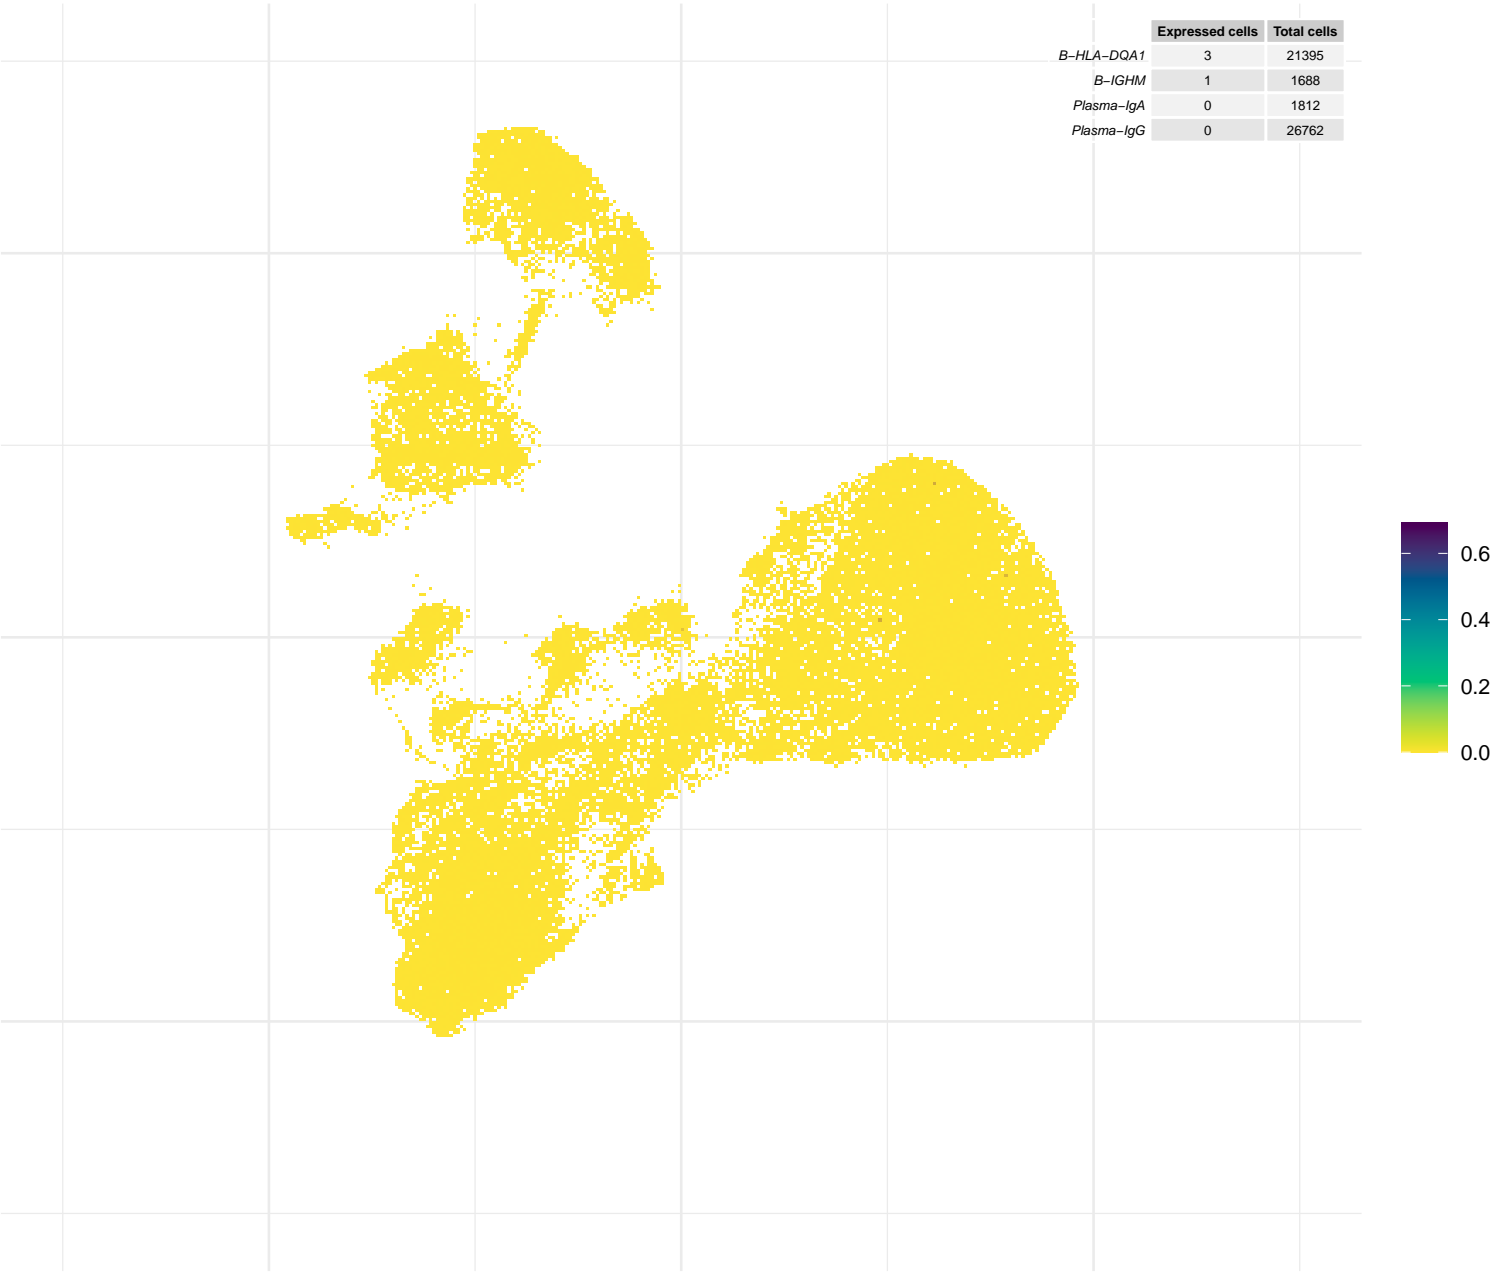 Expressed cells Total cells
B−HLA−DQA1 3 21395
B−IGHM 1 1688
Plasma−IgA 0 1812
Plasma−IgG 0 26762
0.6
0.4
0.2
0.0